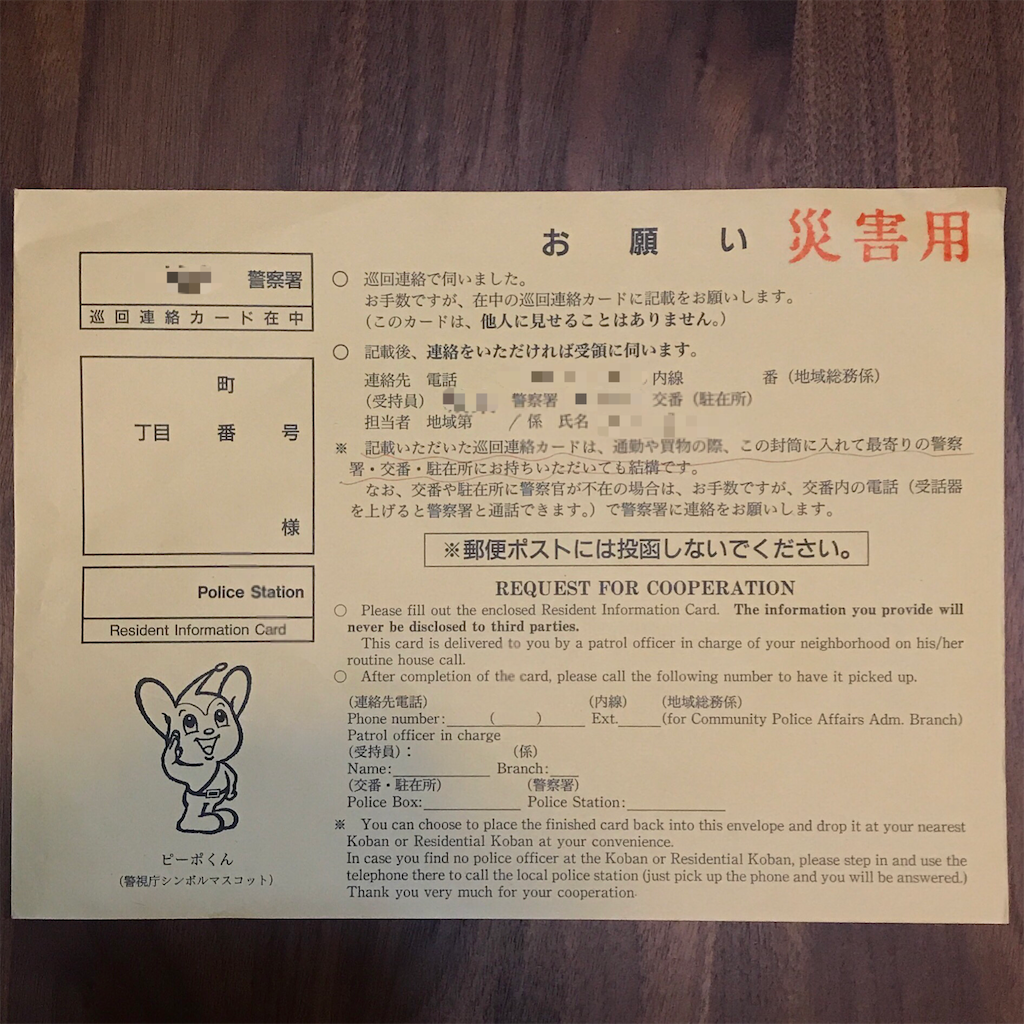 お願い
災害用
警察署
巡回連絡カード在中
町
丁目 番 号
様
Police Station
Resident Information Card
ピーポくん
(警視庁シンボルマスコット)
○ 巡回連絡で伺いました。
お手数ですが、在中の巡回連絡カードに記載をお願いします。
(このカードは、他人に見せることはありません。)
○ 記載後、連絡をいただければ受領に伺います。
連絡先 電話 内線 番(地域総務係)
(受持員) 警察署 交番(駐在所)
担当者 地域第 / 係 氏名
※ 記載いただいた巡回連絡カードは、通勤や買物の際、この封筒に入れて最寄りの警察
署・交番・駐在所にお持ちいただいても結構です。
なお、交番や駐在所に警察官が不在の場合は、お手数ですが、交番内の電話(受話器
を上げると警察署と通話できます。)で警察署に連絡をお願いします。
※郵便ポストには投函しないでください。
REQUEST FOR COOPERATION
○ Please fill out the enclosed Resident Information Card. The information you provide will
never be disclosed to third parties.
This card is delivered to you by a patrol officer in charge of your neighborhood on his/her
routine house call.
○ After completion of the card, please call the following number to have it picked up.
(連絡先電話) (内線) (地域総務係)
Phone number: ( ) Ext. (for Community Police Affairs Adm. Branch)
Patrol officer in charge
(受持員): (係)
Name: Branch:
(交番・駐在所) (警察署)
Police Box: Police Station:
※ You can choose to place the finished card back into this envelope and drop it at your nearest
Koban or Residential Koban at your convenience.
In case you find no police officer at the Koban or Residential Koban, please step in and use the
telephone there to call the local police station (just pick up the phone and you will be answered.)
Thank you very much for your cooperation.